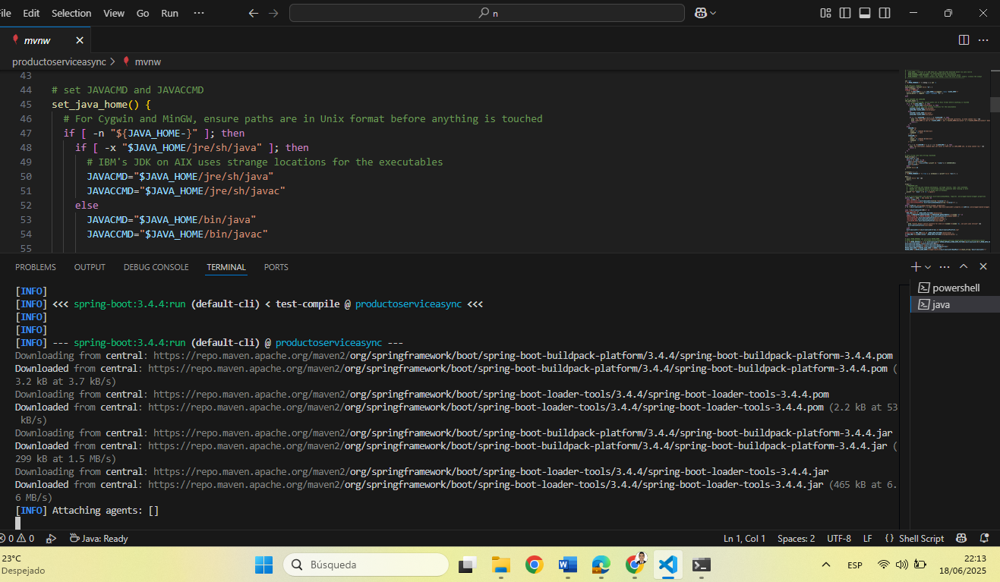 ile Edit Selection View Go Run ···
n
mvnw
productoserviceasync > mvnw
43
44 # set JAVACMD and JAVACCMD
45 set_java_home() {
46 # For Cygwin and MinGW, ensure paths are in Unix format before anything is touched
47 if [ -n "${JAVA_HOME-}" ]; then
48 if [ -x "$JAVA_HOME/jre/sh/java" ]; then
49 # IBM's JDK on AIX uses strange locations for the executables
50 JAVACMD="$JAVA_HOME/jre/sh/java"
51 JAVACCMD="$JAVA_HOME/jre/sh/javac"
52 else
53 JAVACMD="$JAVA_HOME/bin/java"
54 JAVACCMD="$JAVA_HOME/bin/javac"
55
PROBLEMS OUTPUT DEBUG CONSOLE TERMINAL PORTS
powershell
java
[INFO]
[INFO] <<< spring-boot:3.4.4:run (default-cli) < test-compile @ productoserviceasync <<<
[INFO]
[INFO]
[INFO] --- spring-boot:3.4.4:run (default-cli) @ productoserviceasync ---
Downloading from central: https://repo.maven.apache.org/maven2/org/springframework/boot/spring-boot-buildpack-platform/3.4.4/spring-boot-buildpack-platform-3.4.4.pom
Downloaded from central: https://repo.maven.apache.org/maven2/org/springframework/boot/spring-boot-buildpack-platform/3.4.4/spring-boot-buildpack-platform-3.4.4.pom (
3.2 kB at 3.7 kB/s)
Downloading from central: https://repo.maven.apache.org/maven2/org/springframework/boot/spring-boot-loader-tools/3.4.4/spring-boot-loader-tools-3.4.4.pom
Downloaded from central: https://repo.maven.apache.org/maven2/org/springframework/boot/spring-boot-loader-tools/3.4.4/spring-boot-loader-tools-3.4.4.pom (2.2 kB at 53
kB/s)
Downloading from central: https://repo.maven.apache.org/maven2/org/springframework/boot/spring-boot-buildpack-platform/3.4.4/spring-boot-buildpack-platform-3.4.4.jar
Downloaded from central: https://repo.maven.apache.org/maven2/org/springframework/boot/spring-boot-buildpack-platform/3.4.4/spring-boot-buildpack-platform-3.4.4.jar (
299 kB at 1.5 MB/s)
Downloading from central: https://repo.maven.apache.org/maven2/org/springframework/boot/spring-boot-loader-tools/3.4.4/spring-boot-loader-tools-3.4.4.jar
Downloaded from central: https://repo.maven.apache.org/maven2/org/springframework/boot/spring-boot-loader-tools/3.4.4/spring-boot-loader-tools-3.4.4.jar (465 kB at 6.
6 MB/s)
[INFO] Attaching agents: []
0 0 Java: Ready Ln 1, Col 1 Spaces: 2 UTF-8 LF {} Shell Script
23°C
Despejado
Búsqueda
ESP
22:13
18/06/2025